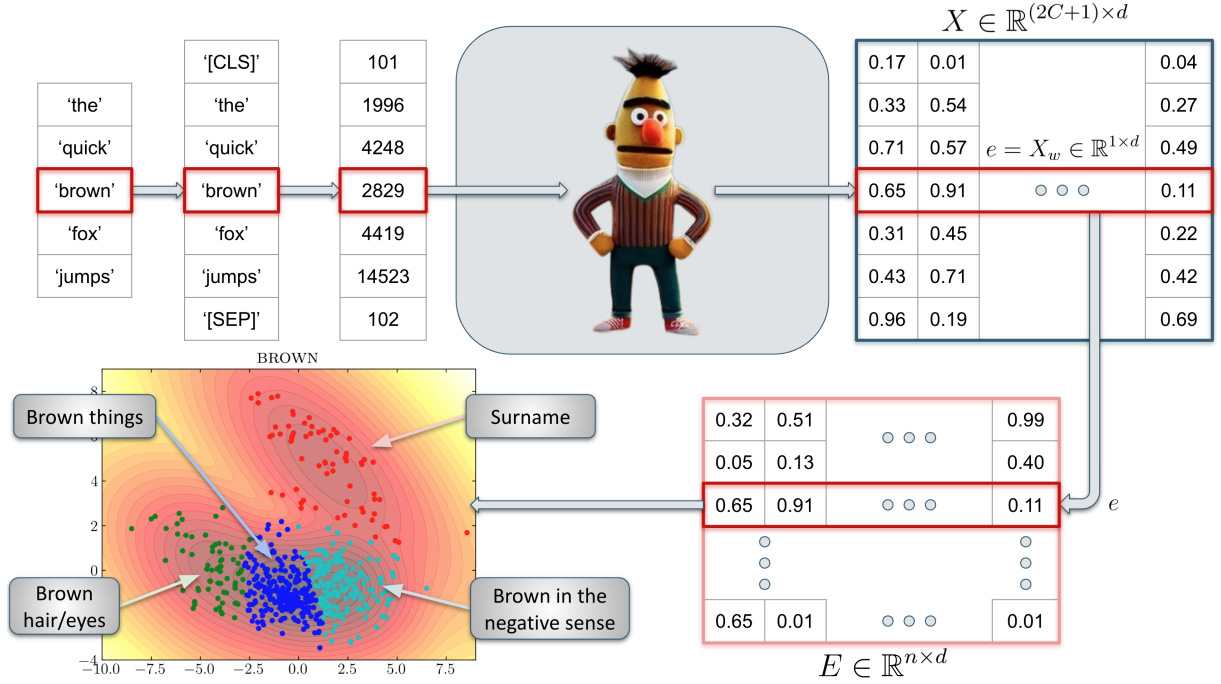 X ∈ ℝ^{(2C+1)×d}
'[CLS]' 101 0.17 0.01 0.04
'the' 'the' 1996 0.33 0.54 0.27
'quick' 'quick' 4248 0.71 0.57 e = X_w ∈ ℝ^{1×d} 0.49
'brown' 'brown' 2829 0.65 0.91 0.11
'fox' 'fox' 4419 0.31 0.45 0.22
'jumps' 'jumps' 14523 0.43 0.71 0.42
'[SEP]' 102 0.96 0.19 0.69
BROWN
8
6
4
2
0
−2
−4
−10.0 −7.5 −5.0 −2.5 0.0 2.5 5.0 7.5
Brown things
Surname
Brown
hair/eyes
Brown in the
negative sense
0.32 0.51 0.99
0.05 0.13 0.40
0.65 0.91 0.11
e
0.65 0.01 0.01
E ∈ ℝ^{n×d}